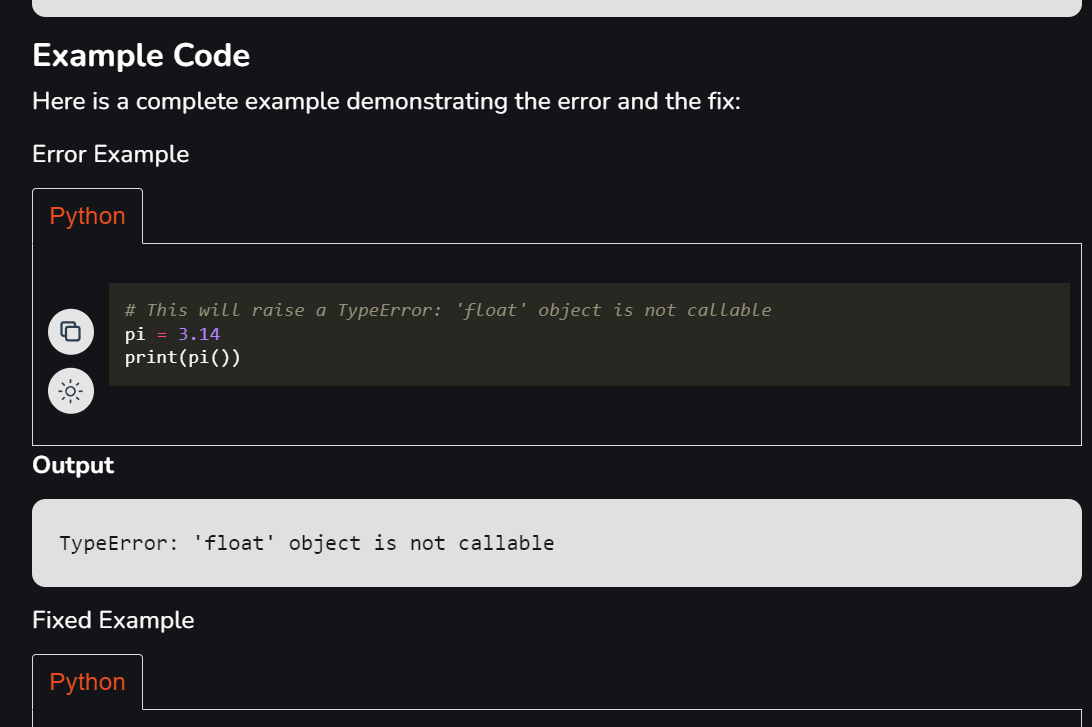 Example Code
Here is a complete example demonstrating the error and the fix:
Error Example
Python
# This will raise a TypeError: 'float' object is not callable
pi = 3.14
print(pi())
Output
TypeError: 'float' object is not callable
Fixed Example
Python